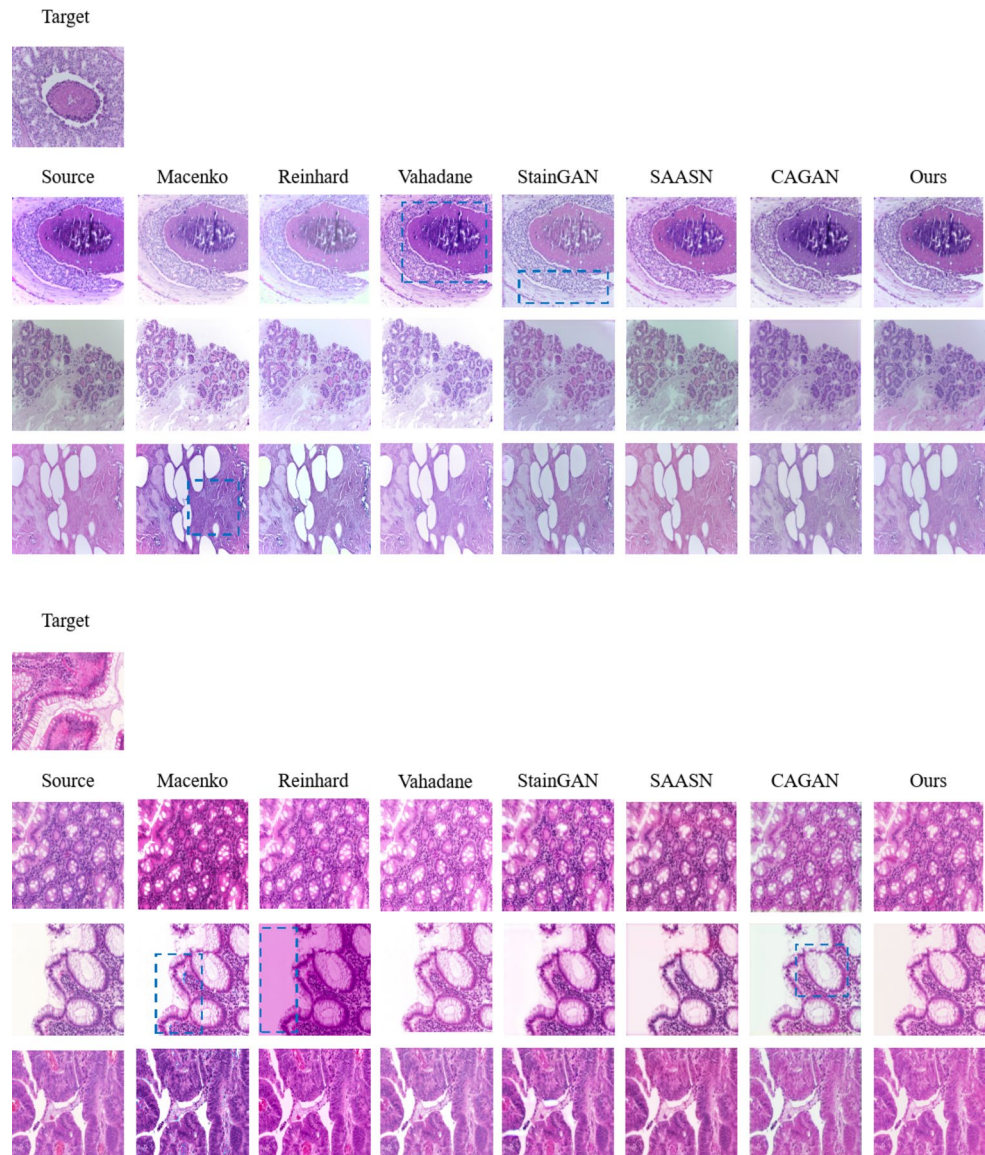 Target
Source Macenko Reinhard Vahadane StainGAN SAASN CAGAN Ours
Target
Source Macenko Reinhard Vahadane StainGAN SAASN CAGAN Ours